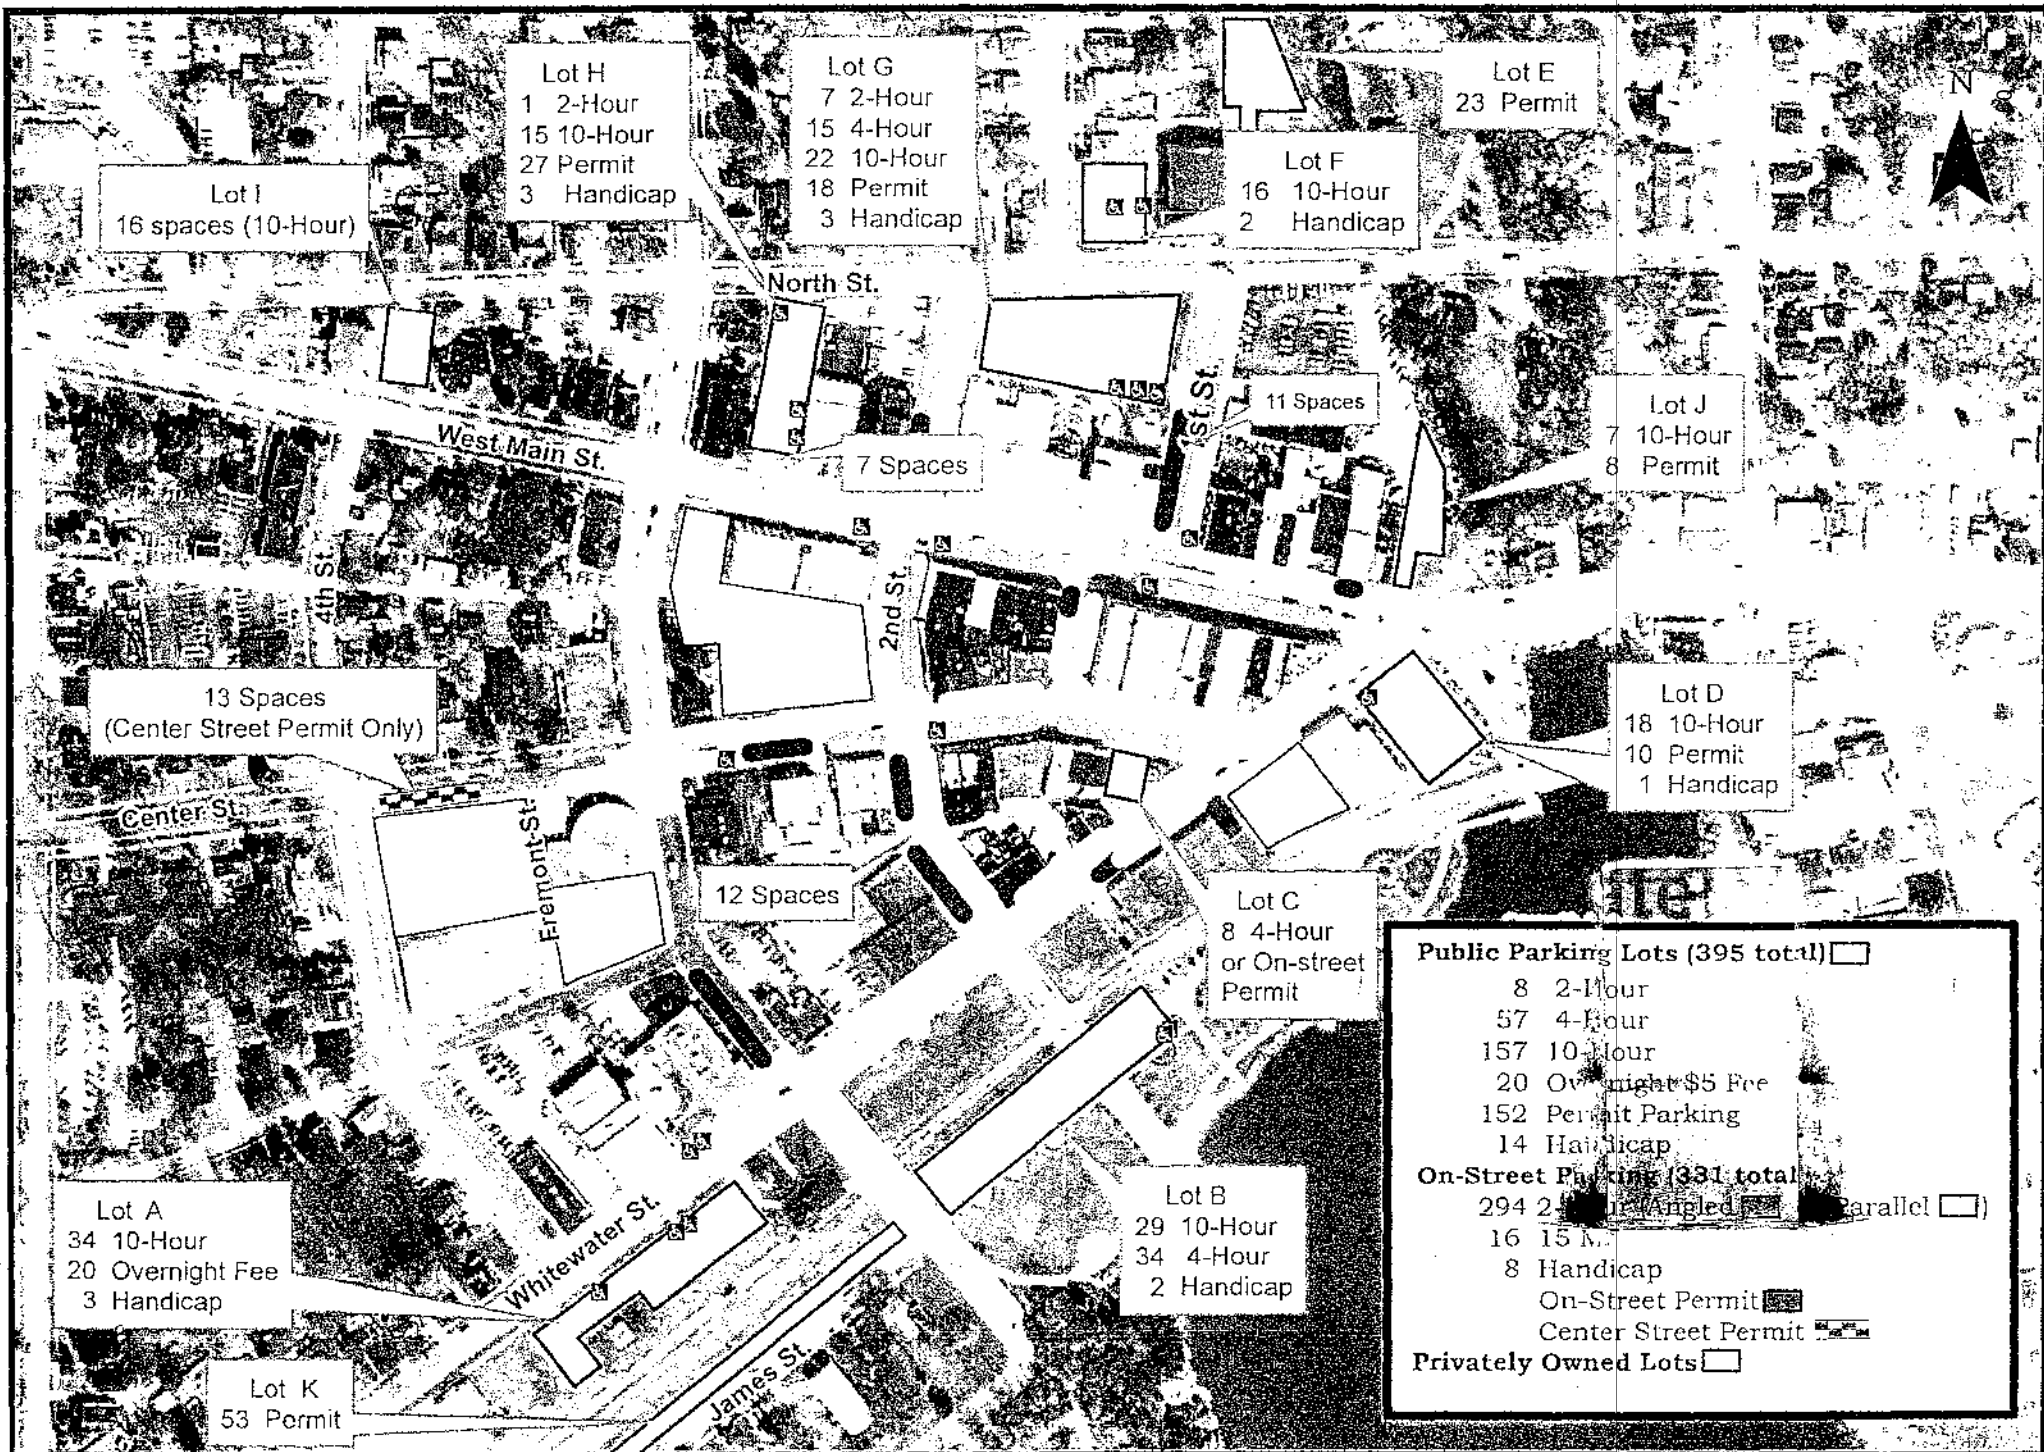 Lot H
1 2-Hour
15 10-Hour
27 Permit
3 Handicap
Lot G
7 2-Hour
15 4-Hour
22 10-Hour
18 Permit
3 Handicap
Lot E
23 Permit
N
Lot F
16 10-Hour
2 Handicap
Lot I
16 spaces (10-Hour)
North St.
1st St.
11 Spaces
Lot J
7 10-Hour
8 Permit
West Main St.
7 Spaces
4th St.
2nd St.
13 Spaces
(Center Street Permit Only)
Lot D
18 10-Hour
10 Permit
1 Handicap
Center St.
Fremont St.
12 Spaces
Lot C
8 4-Hour
or On-street
Permit
Lot A
34 10-Hour
20 Overnight Fee
3 Handicap
Whitewater St.
Lot B
29 10-Hour
34 4-Hour
2 Handicap
Lot K
53 Permit
James St.
Public Parking Lots (395 total)
8 2-Hour
57 4-Hour
157 10-Hour
20 Overnight $5 Fee
152 Permit Parking
14 Handicap
On-Street Parking (331 total
294 2-Hour (Angled Parallel )
16 15
8 Handicap
On-Street Permit
Center Street Permit
Privately Owned Lots